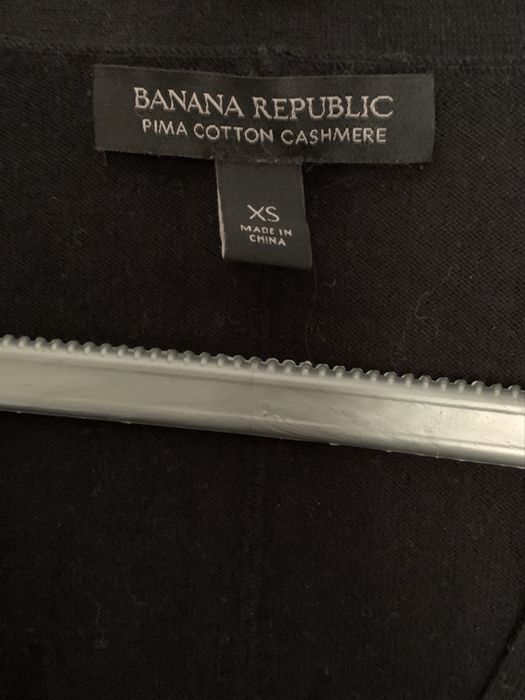 BANANA REPUBLIC
PIMA COTTON CASHMERE
XS
MADE IN
CHINA